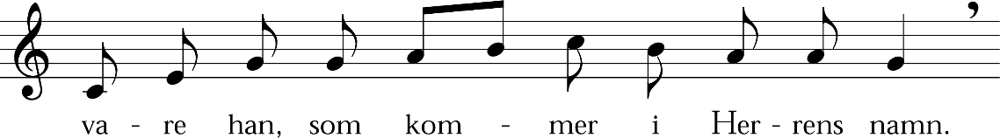 va - re han, som kom - mer i Her - rens namn.